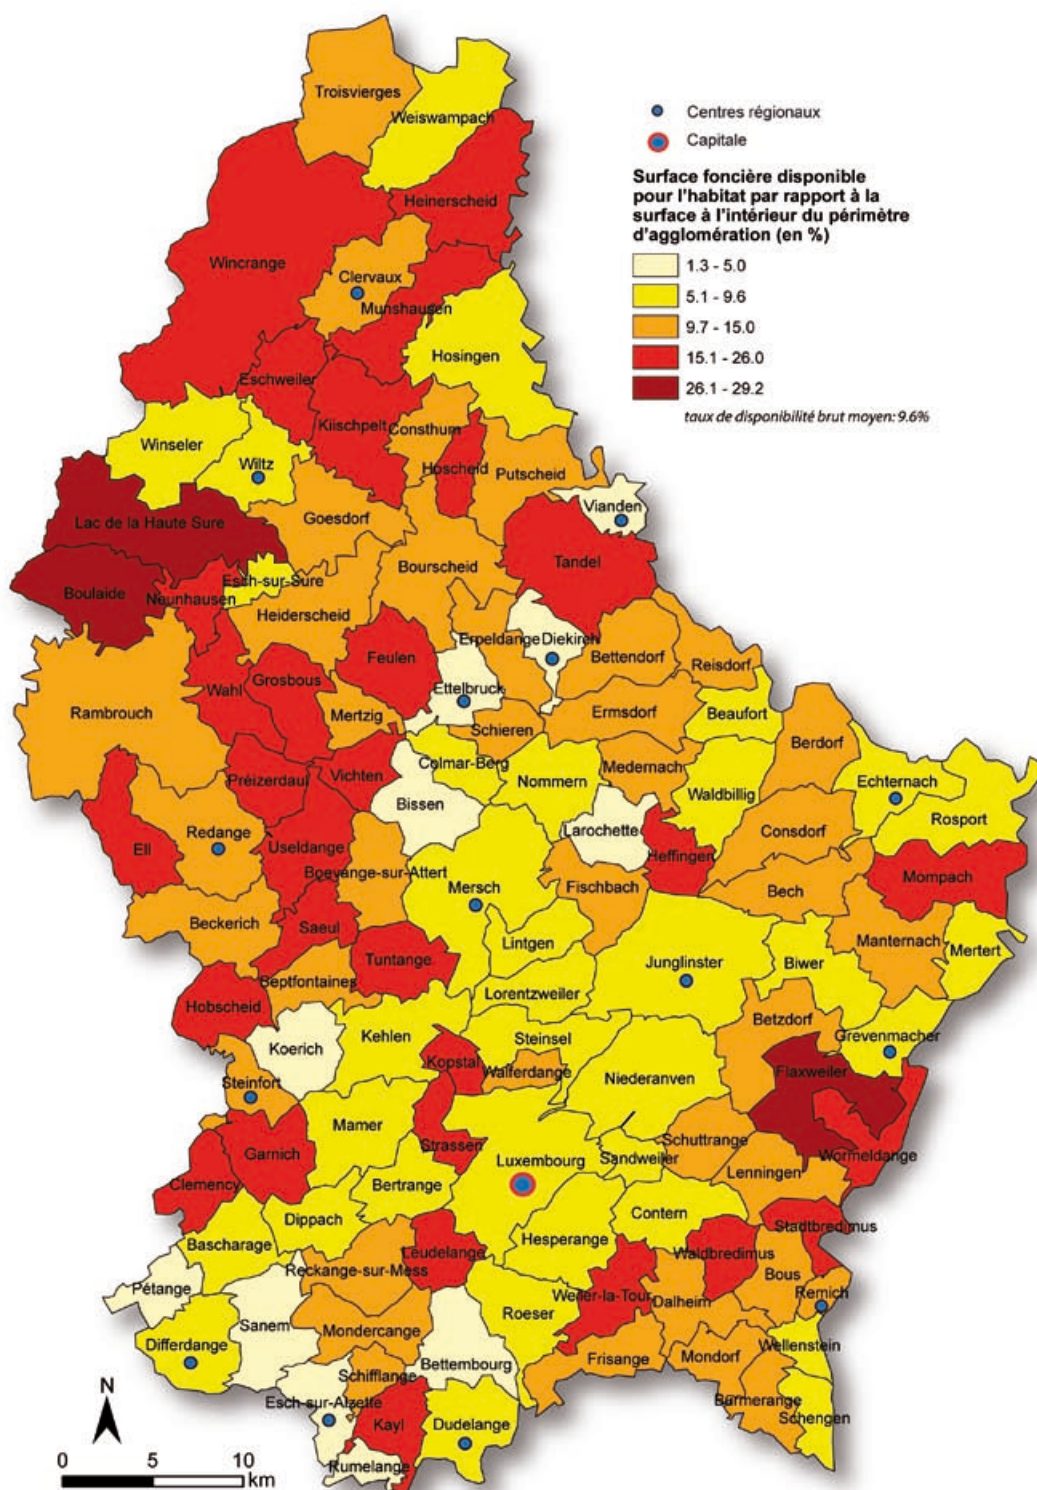 Troisvierges
Weiswampach
Centres régionaux
Capitale
Surface foncière disponible
pour l'habitat par rapport à la
surface à l'intérieur du périmètre
d'agglomération (en %)
1.3 - 5.0
5.1 - 9.6
9.7 - 15.0
15.1 - 26.0
26.1 - 29.2
taux de disponibilité brut moyen: 9.6%
Heinerscheid
Wincrange
Clervaux
Munshausen
Hosingen
Eschweiler
Kiischpelt
Consthum
Winseler
Wiltz
Hoscheid
Putscheid
Vianden
Lac de la Haute Sure
Goesdorf
Bourscheid
Tandel
Esch-sur-Sure
Boulaide
Neunhausen
Heiderscheid
Erpeldange
Diekirch
Bettendorf
Reisdorf
Feulen
Wahl
Grosbous
Ettelbruck
Rambrouch
Mertzig
Schieren
Ermsdorf
Beaufort
Berdorf
Colmar-Berg
Medernach
Préizerdaul
Vichten
Nommern
Echternach
Bissen
Waldbillig
Rosport
Redange
Larochette
Consdorf
Ell
Useldange
Heffingen
Boevange-sur-Attert
Mersch
Fischbach
Bech
Mompach
Beckerich
Saeul
Lintgen
Manternach
Mertert
Tuntange
Junglinster
Biwer
Septfontaines
Lorentzweiler
Hobscheid
Betzdorf
Kehlen
Steinsel
Grevenmacher
Koerich
Kopstal
Walferdange
Flaxweiler
Steinfort
Niederanven
Mamer
Strassen
Schuttrange
Garnich
Luxembourg
Sandweiler
Wormeldange
Lenningen
Clemency
Bertrange
Dippach
Contern
Stadtbredimus
Bascharage
Hesperange
Leudelange
Waldbredimus
Reckange-sur-Mess
Bous
Pétange
Weiler-la-Tour
Dalheim
Remich
Roeser
Sanem
Mondercange
Differdange
Wellenstein
Bettembourg
Frisange
Mondorf
Schifflange
Esch-sur-Alzette
Burmerange
Schengen
Kayl
Dudelange
Rumelange
N
0 5 10
km